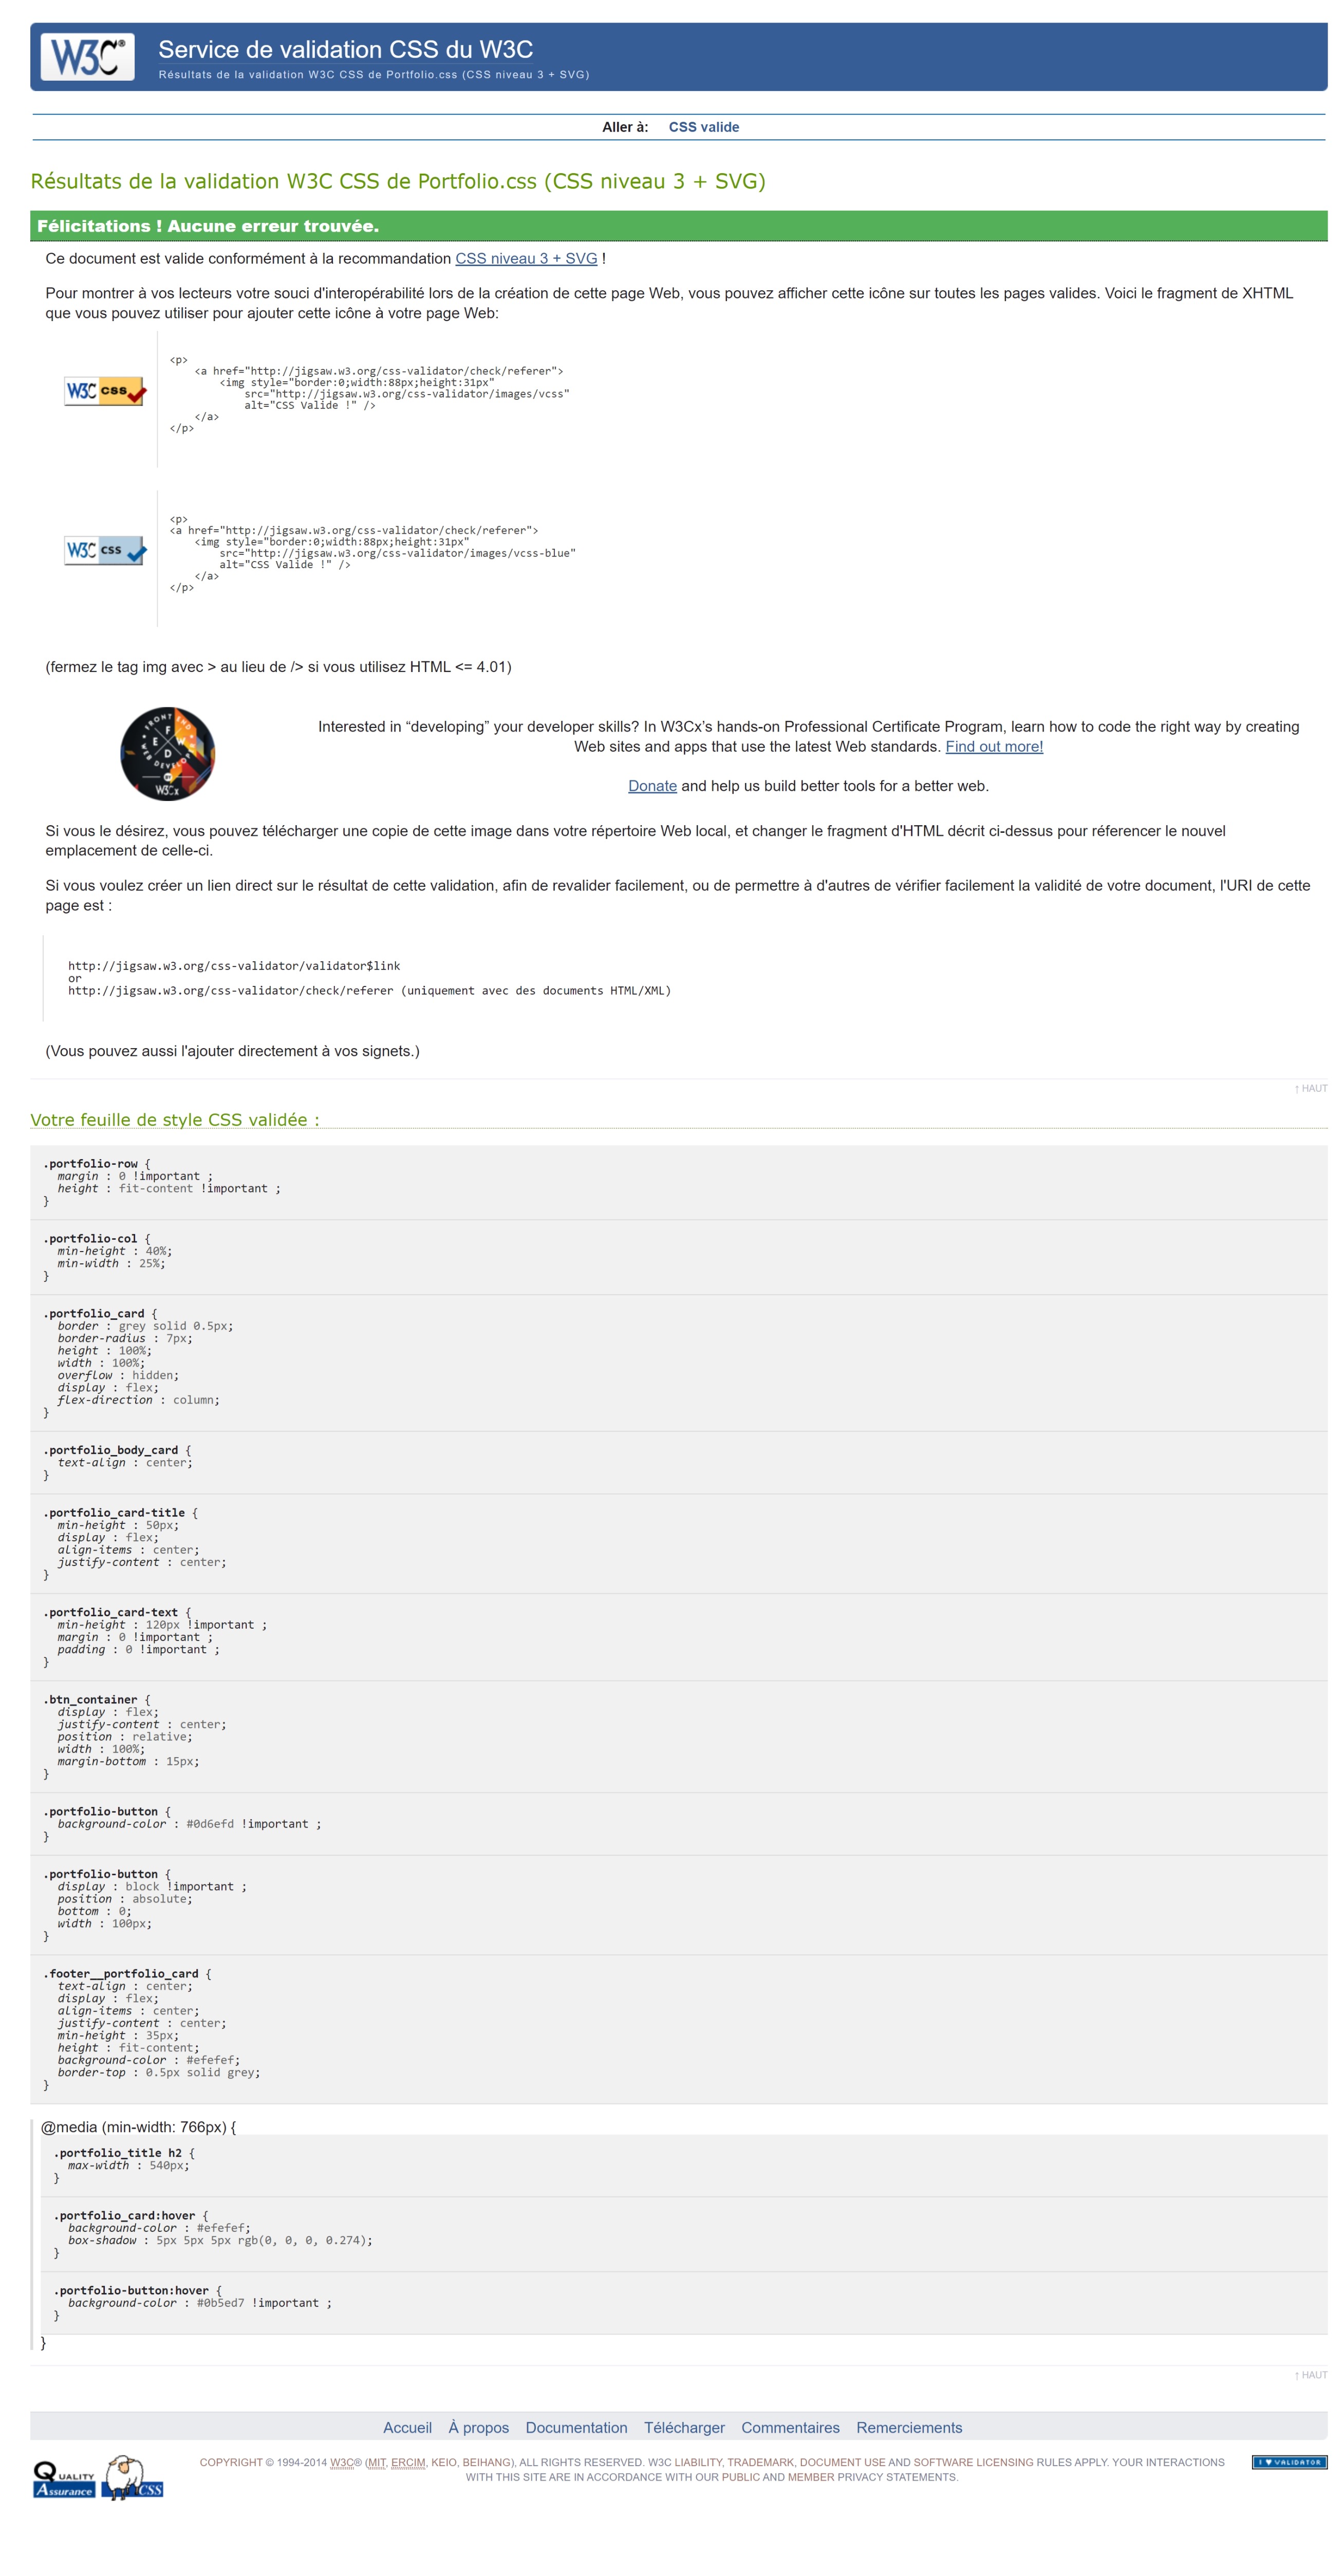 W3C®
Service de validation CSS du W3C
Résultats de la validation W3C CSS de Portfolio.css (CSS niveau 3 + SVG)
Aller à: CSS valide
Résultats de la validation W3C CSS de Portfolio.css (CSS niveau 3 + SVG)
Félicitations ! Aucune erreur trouvée.
Ce document est valide conformément à la recommandation CSS niveau 3 + SVG !
Pour montrer à vos lecteurs votre souci d'interopérabilité lors de la création de cette page Web, vous pouvez afficher cette icône sur toutes les pages valides. Voici le fragment de XHTML
que vous pouvez utiliser pour ajouter cette icône à votre page Web:
W3C css
<p>
<a href="http://jigsaw.w3.org/css-validator/check/referer">
<img style="border:0;width:88px;height:31px"
src="http://jigsaw.w3.org/css-validator/images/vcss"
alt="CSS Valide !" />
</a>
</p>
W3C css
<p>
<a href="http://jigsaw.w3.org/css-validator/check/referer">
<img style="border:0;width:88px;height:31px"
src="http://jigsaw.w3.org/css-validator/images/vcss-blue"
alt="CSS Valide !" />
</a>
</p>
(fermez le tag img avec > au lieu de /> si vous utilisez HTML <= 4.01)
FRONT END WEB DEVELOPER
W3Cx
Interested in “developing” your developer skills? In W3Cx’s hands-on Professional Certificate Program, learn how to code the right way by creating
Web sites and apps that use the latest Web standards. Find out more!
Donate and help us build better tools for a better web.
Si vous le désirez, vous pouvez télécharger une copie de cette image dans votre répertoire Web local, et changer le fragment d'HTML décrit ci-dessus pour réferencer le nouvel
emplacement de celle-ci.
Si vous voulez créer un lien direct sur le résultat de cette validation, afin de revalider facilement, ou de permettre à d'autres de vérifier facilement la validité de votre document, l'URI de cette
page est :
http://jigsaw.w3.org/css-validator/validator$link
or
http://jigsaw.w3.org/css-validator/check/referer (uniquement avec des documents HTML/XML)
(Vous pouvez aussi l'ajouter directement à vos signets.)
↑ HAUT
Votre feuille de style CSS validée :
.portfolio-row {
margin : 0 !important ;
height : fit-content !important ;
}
.portfolio-col {
min-height : 40%;
min-width : 25%;
}
.portfolio_card {
border : grey solid 0.5px;
border-radius : 7px;
height : 100%;
width : 100%;
overflow : hidden;
display : flex;
flex-direction : column;
}
.portfolio_body_card {
text-align : center;
}
.portfolio_card-title {
min-height : 50px;
display : flex;
align-items : center;
justify-content : center;
}
.portfolio_card-text {
min-height : 120px !important ;
margin : 0 !important ;
padding : 0 !important ;
}
.btn_container {
display : flex;
justify-content : center;
position : relative;
width : 100%;
margin-bottom : 15px;
}
.portfolio-button {
background-color : #0d6efd !important ;
}
.portfolio-button {
display : block !important ;
position : absolute;
bottom : 0;
width : 100px;
}
.footer__portfolio_card {
text-align : center;
display : flex;
align-items : center;
justify-content : center;
min-height : 35px;
height : fit-content;
background-color : #efefef;
border-top : 0.5px solid grey;
}
@media (min-width: 766px) {
.portfolio_title h2 {
max-width : 540px;
}
.portfolio_card:hover {
background-color : #efefef;
box-shadow : 5px 5px 5px rgb(0, 0, 0, 0.274);
}
.portfolio-button:hover {
background-color : #0b5ed7 !important ;
}
}
↑ HAUT
Accueil À propos Documentation Télécharger Commentaires Remerciements
QUALITY Assurance CSS
COPYRIGHT © 1994-2014 W3C® (MIT, ERCIM, KEIO, BEIHANG), ALL RIGHTS RESERVED. W3C LIABILITY, TRADEMARK, DOCUMENT USE AND SOFTWARE LICENSING RULES APPLY. YOUR INTERACTIONS
WITH THIS SITE ARE IN ACCORDANCE WITH OUR PUBLIC AND MEMBER PRIVACY STATEMENTS.
I ♥ VALIDATOR